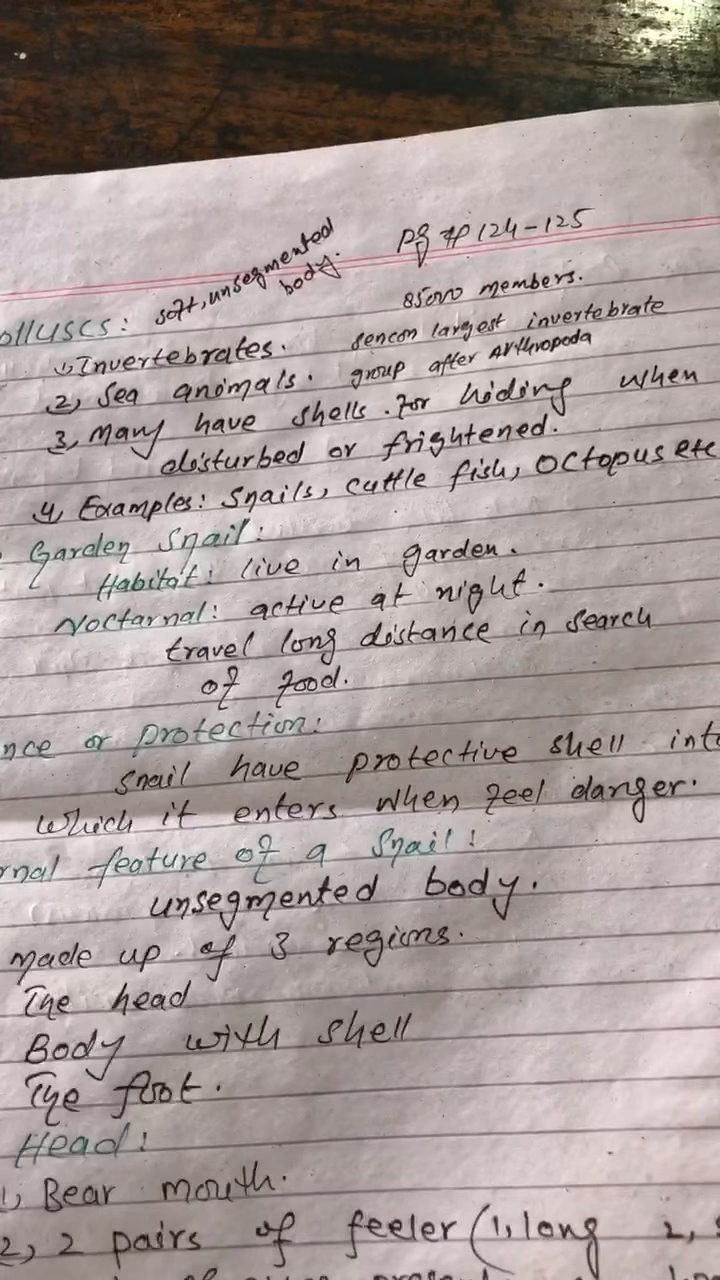 pg # 124-125
soft, unsegmented
body.
olluscs:
85000 members.
1, Invertebrates. sencon largest invertebrate
2, Sea animals. group after Arthropoda
3, Many have shells. For hiding when
disturbed or frightened.
4, Examples: Snails, cuttle fish, octopus etc
Garden Snail:
Habitat: live in garden.
Noctarnal: active at night.
travel long distance in search
of food.
nce or protection:
Snail have protective shell into
which it enters when feel danger.
rnal feature of a Snail:
unsegmented body.
Made up of 3 regions.
The head
Body with shell
The foot.
Head:
1, Bear mouth.
2, 2 pairs of feeler (1, long 2,